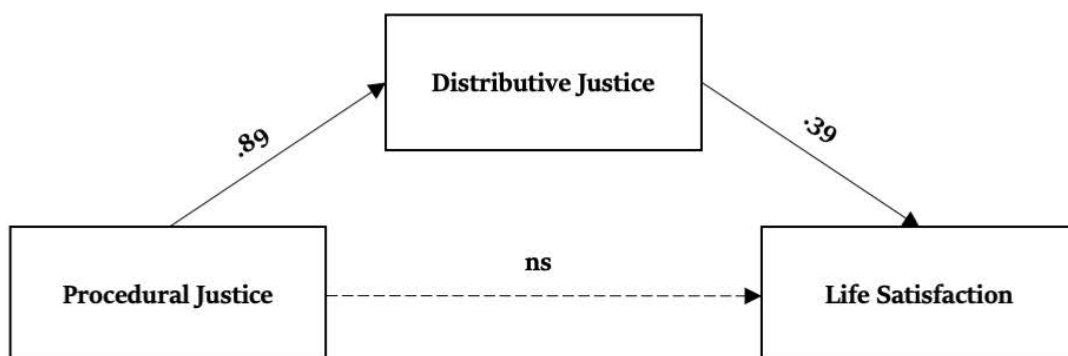 Distributive Justice
.89
.39
ns
Procedural Justice
Life Satisfaction